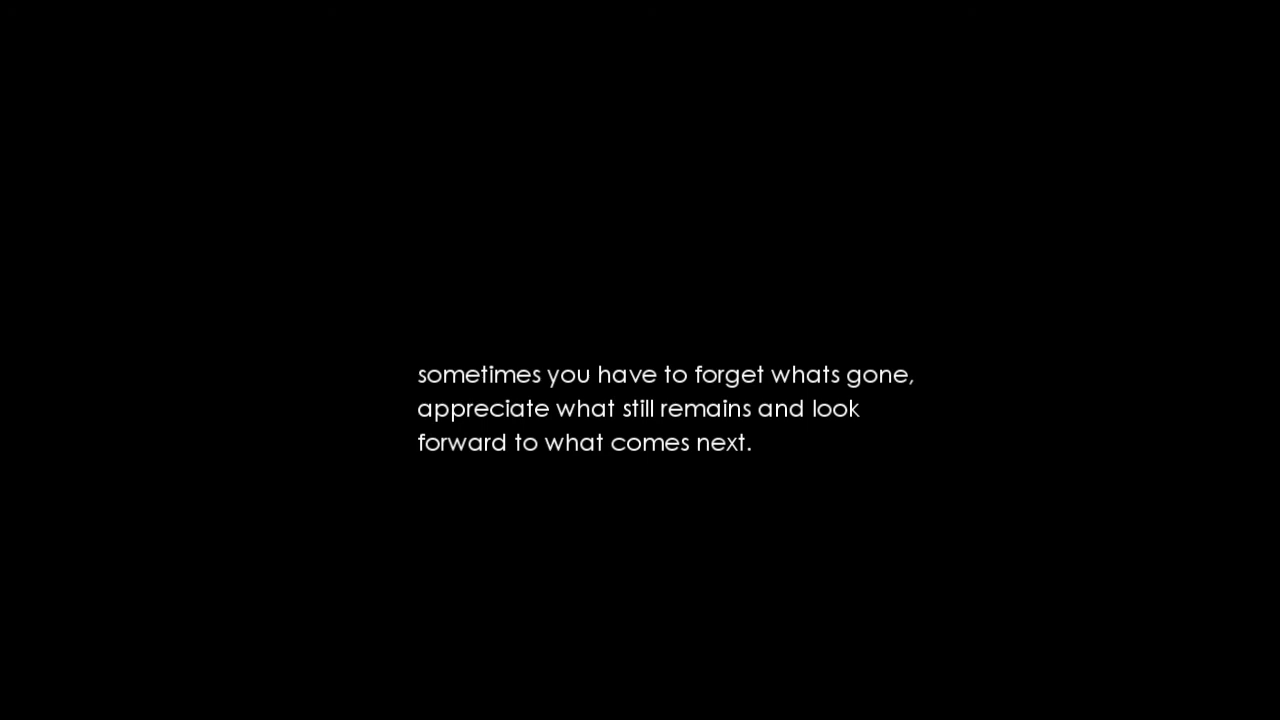 sometimes you have to forget whats gone,
appreciate what still remains and look
forward to what comes next.